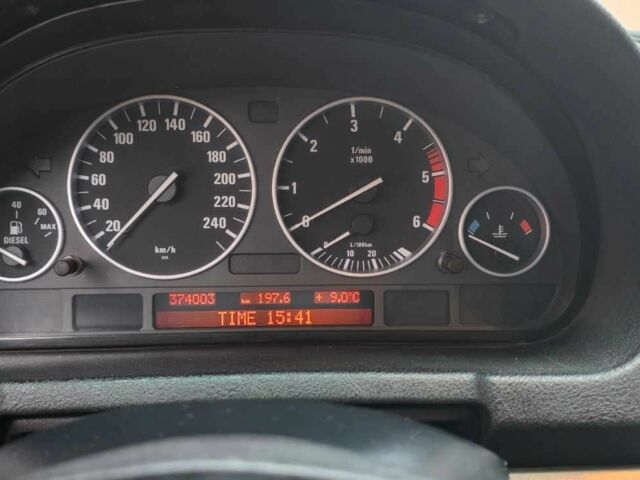 100 120 140 160
80 180
60 200
40 220
20 240
km/h
3
2 4
1/min
x 1000
1 5
0 6
0 L/100km
10 20
40 60
MAX
DIESEL
374003 km 197.6 + 9.0°C
TIME 15:41